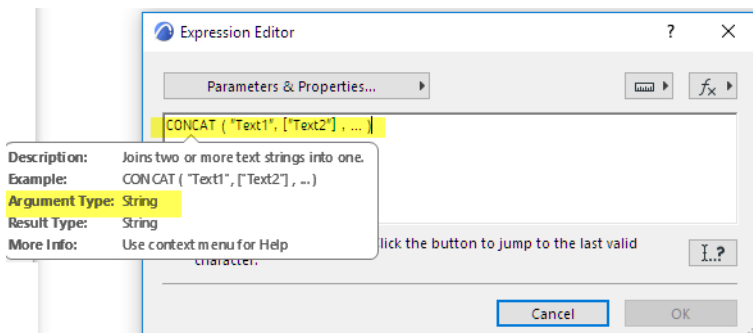 Expression Editor
? ×
Parameters & Properties...
fx
CONCAT ( "Text1", ["Text2"] , ... )
Description: Joins two or more text strings into one.
Example: CONCAT ( "Text1", ["Text2"] , ...)
Argument Type: String
Result Type: String
More Info: Use context menu for Help
lick the button to jump to the last valid
character.
I..?
Cancel OK